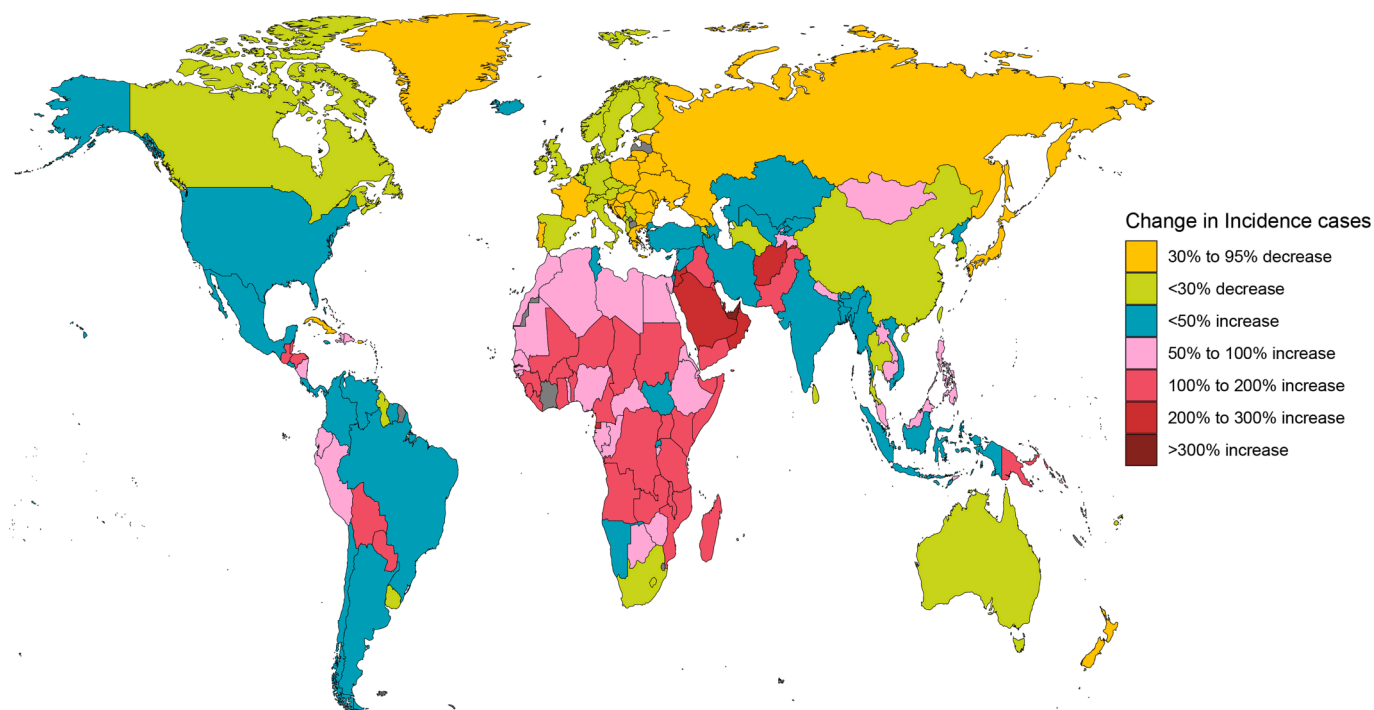 Change in Incidence cases
30% to 95% decrease
<30% decrease
<50% increase
50% to 100% increase
100% to 200% increase
200% to 300% increase
>300% increase